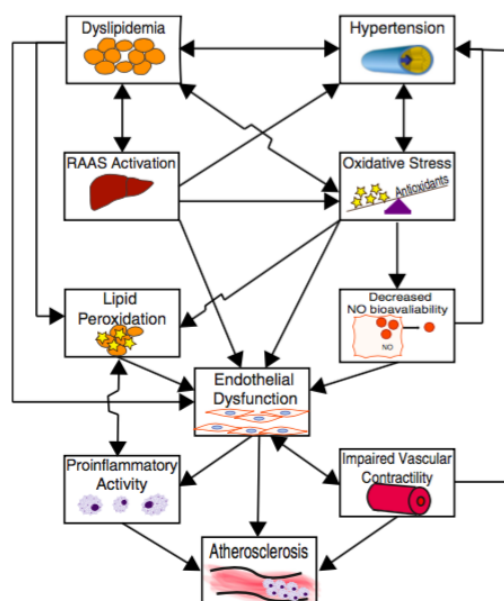 Dyslipidemia
Hypertension
RAAS Activation
Oxidative Stress
Antioxidants
Lipid
Peroxidation
Decreased
NO bioavaliability
NO
Endothelial
Dysfunction
Proinflammatory
Activity
Impaired Vascular
Contractility
Atherosclerosis